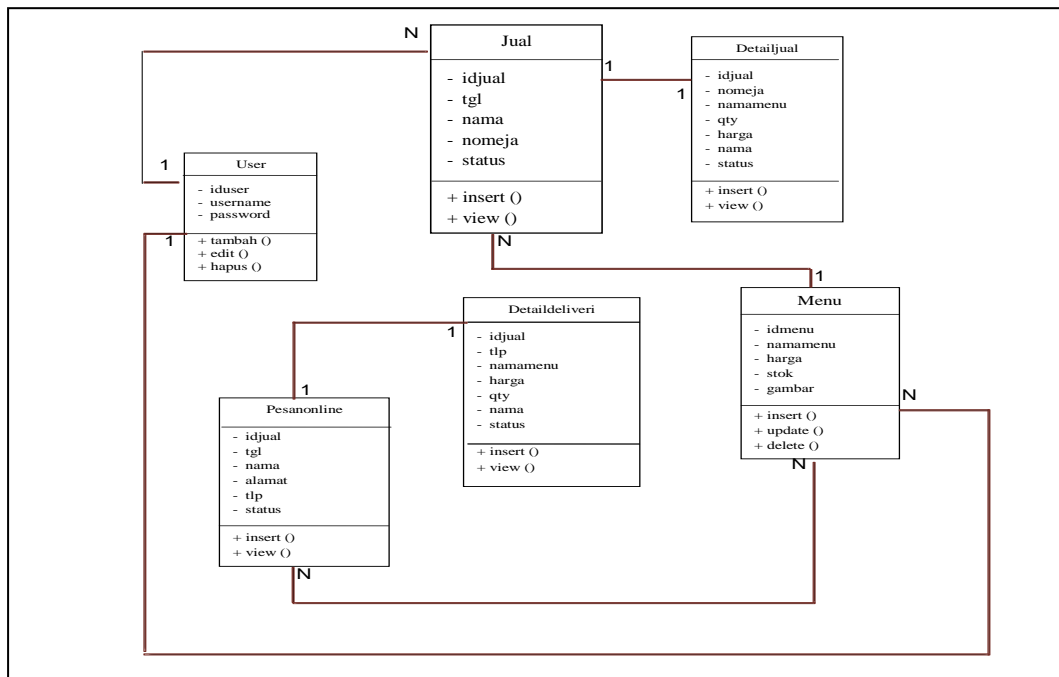 N
Jual
- idjual
- tgl
- nama
- nomeja
- status
+ insert ()
+ view ()
N
1
1
Detailjual
- idjual
- nomeja
- namamenu
- qty
- harga
- nama
- status
+ insert ()
+ view ()
1
User
- iduser
- username
- password
1
+ tambah ()
+ edit ()
+ hapus ()
1
Menu
- idmenu
- namamenu
- harga
- stok
- gambar
+ insert ()
+ update ()
+ delete ()
N
N
Detaildeliveri
1
- idjual
- tlp
- namamenu
- harga
- qty
- nama
- status
+ insert ()
+ view ()
1
Pesanonline
- idjual
- tgl
- nama
- alamat
- tlp
- status
+ insert ()
+ view ()
N